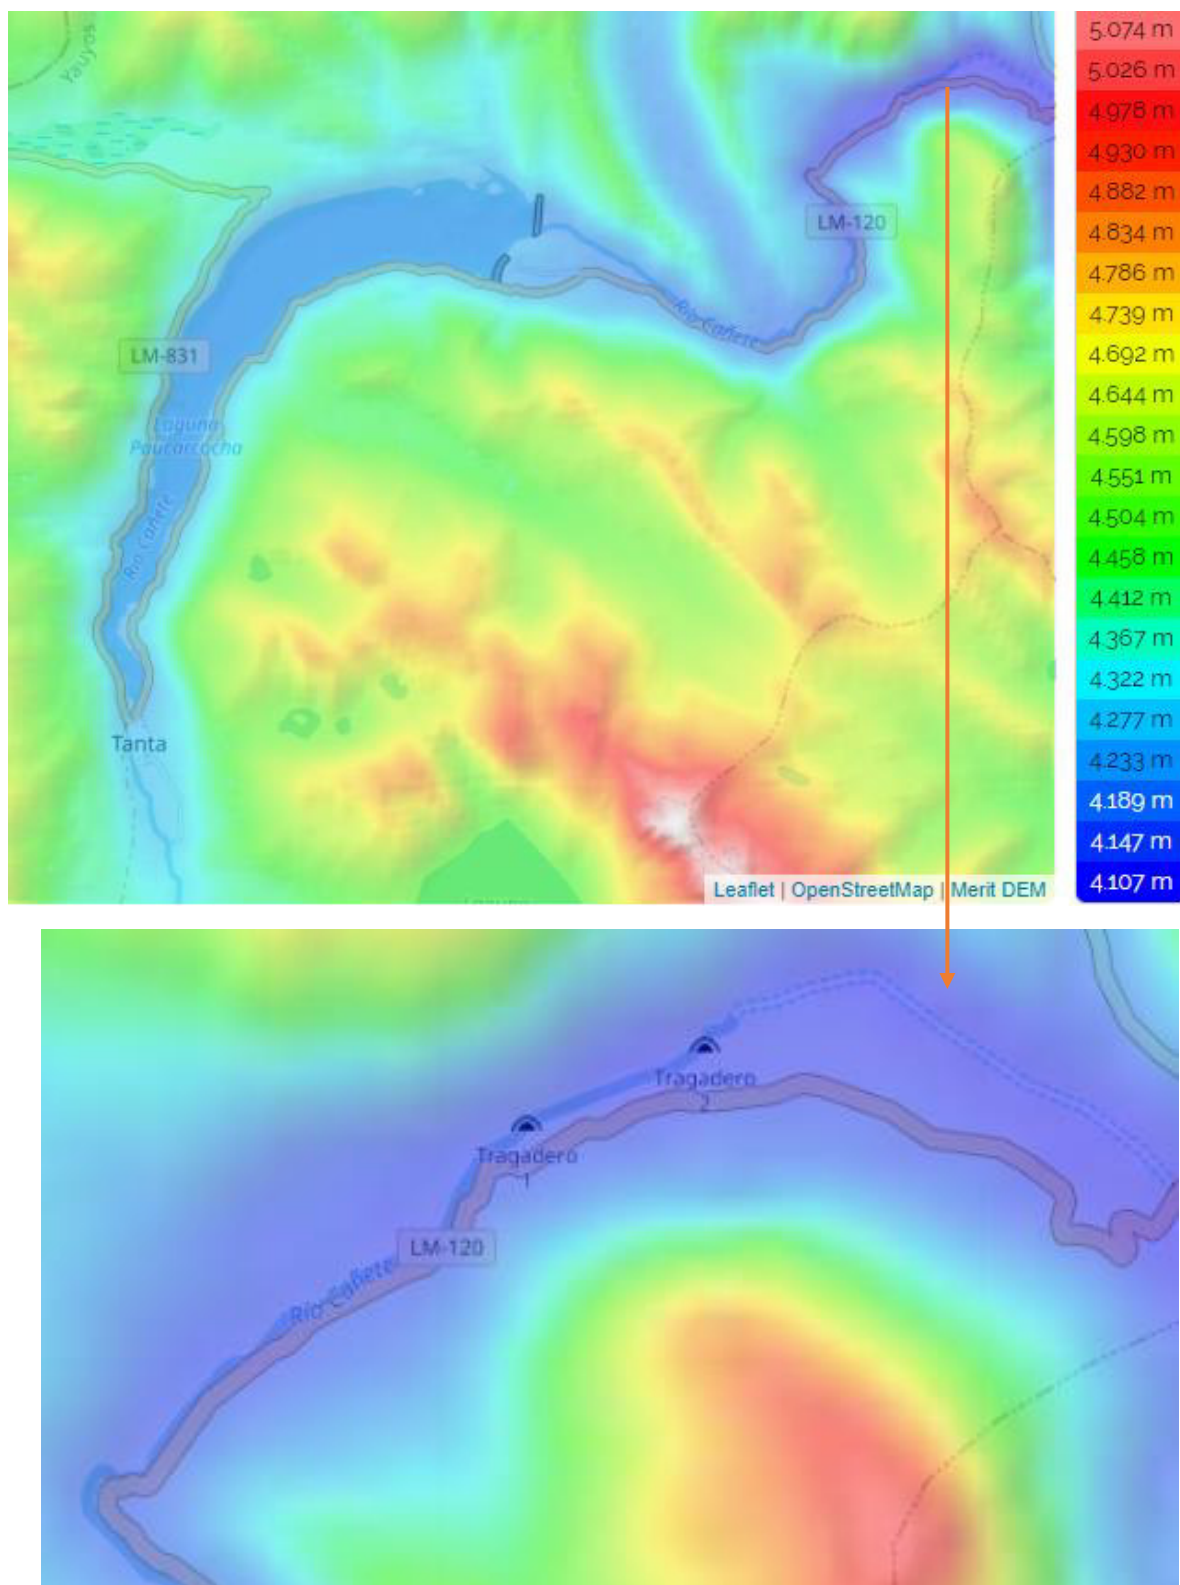 Yauyos
LM-120
Río Cañete
LM-831
Laguna
Paucarcocha
Río Cañete
Tanta
Leaflet | OpenStreetMap | Merit DEM
5.074 m
5.026 m
4.978 m
4.930 m
4.882 m
4.834 m
4.786 m
4.739 m
4.692 m
4.644 m
4.598 m
4.551 m
4.504 m
4.458 m
4.412 m
4.367 m
4.322 m
4.277 m
4.233 m
4.189 m
4.147 m
4.107 m
Tragadero
2
Tragadero
1
LM-120
Río Cañete